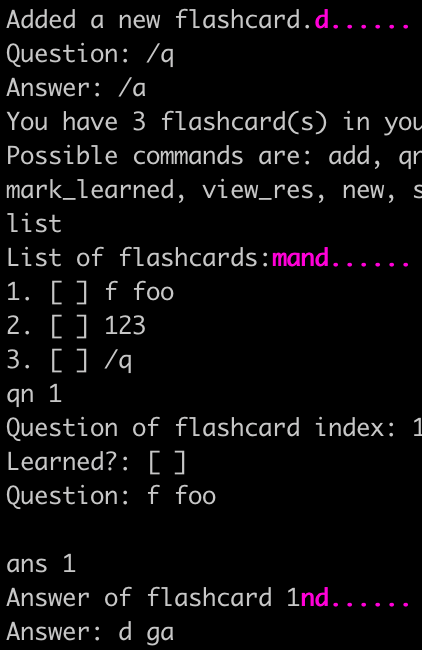 Added a new flashcard.d......
Question: /q
Answer: /a
You have 3 flashcard(s) in you
Possible commands are: add, qr
mark_learned, view_res, new, s
list
List of flashcards:mand......
1. [ ] f foo
2. [ ] 123
3. [ ] /q
qn 1
Question of flashcard index: 1
Learned?: [ ]
Question: f foo
ans 1
Answer of flashcard 1nd......
Answer: d ga